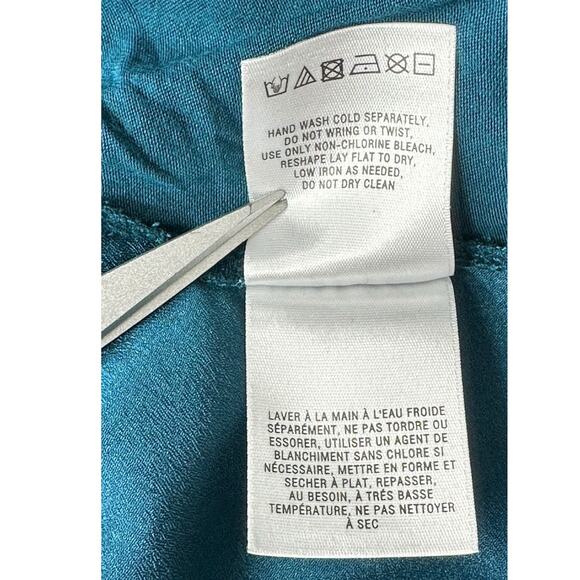 HAND WASH COLD SEPARATELY,
DO NOT WRING OR TWIST,
USE ONLY NON-CHLORINE BLEACH,
RESHAPE LAY FLAT TO DRY,
LOW IRON AS NEEDED,
DO NOT DRY CLEAN
LAVER À LA MAIN À L'EAU FROIDE
SÉPARÉMENT, NE PAS TORDRE OU
ESSORER, UTILISER UN AGENT DE
BLANCHIMENT SANS CHLORE SI
NÉCESSAIRE, METTRE EN FORME ET
SECHER À PLAT, REPASSER,
AU BESOIN, À TRÉS BASSE
TEMPÉRATURE, NE PAS NETTOYER
À SEC